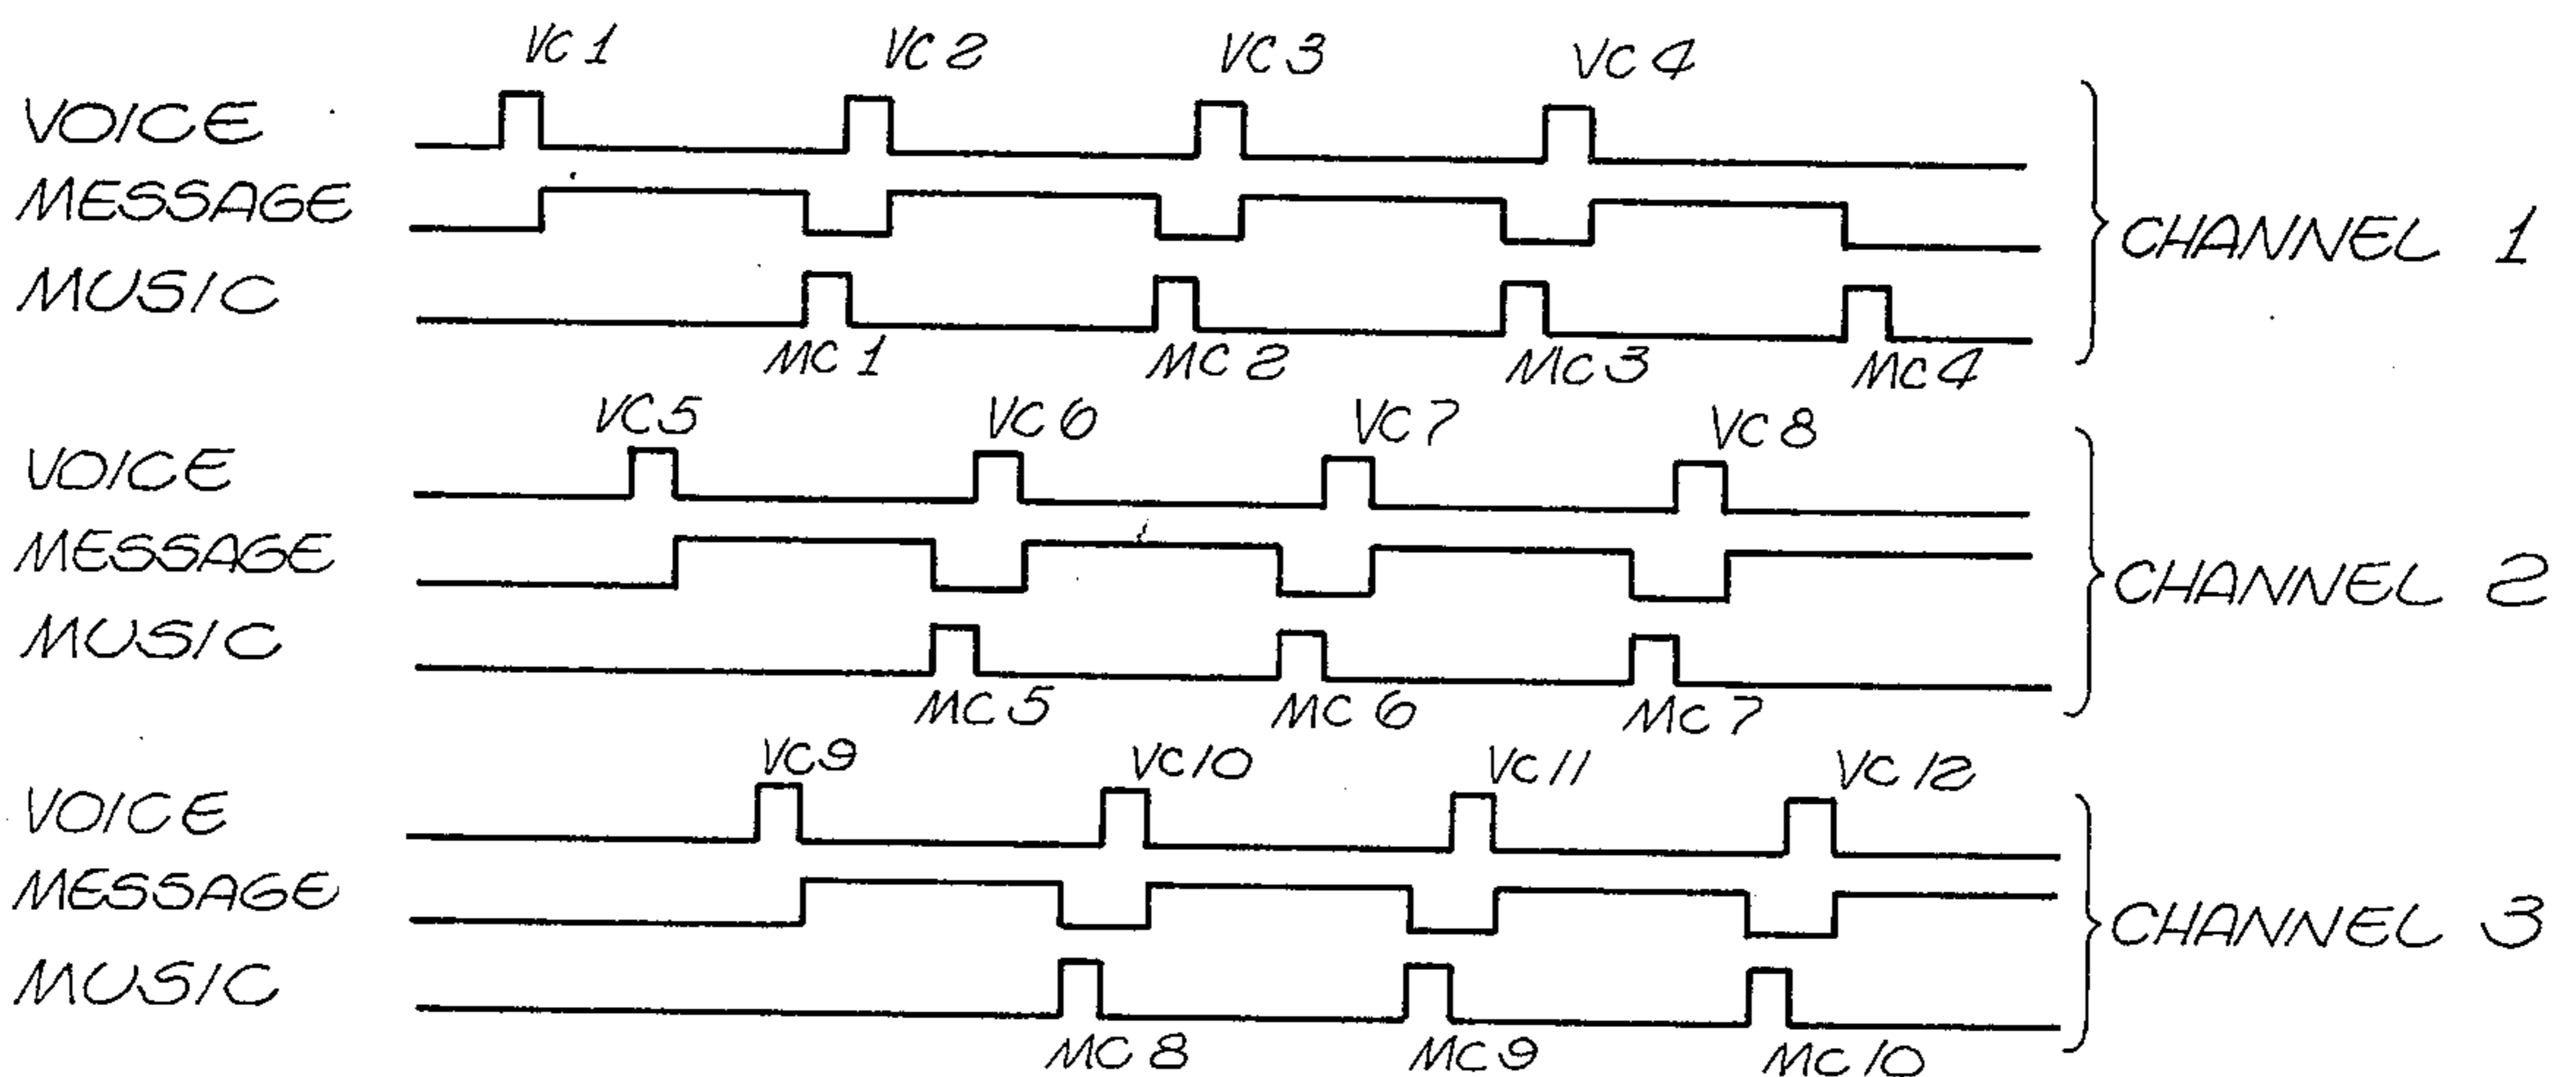 VC 1 VC 2 VC 3 VC 4
VOICE
MESSAGE
CHANNEL 1
MUSIC
MC 1 MC 2 MC 3 MC 4
VC 5 VC 6 VC 7 VC 8
VOICE
MESSAGE
CHANNEL 2
MUSIC
MC 5 MC 6 MC 7
VC 9 VC 10 VC 11 VC 12
VOICE
MESSAGE
CHANNEL 3
MUSIC
MC 8 MC 9 MC 10